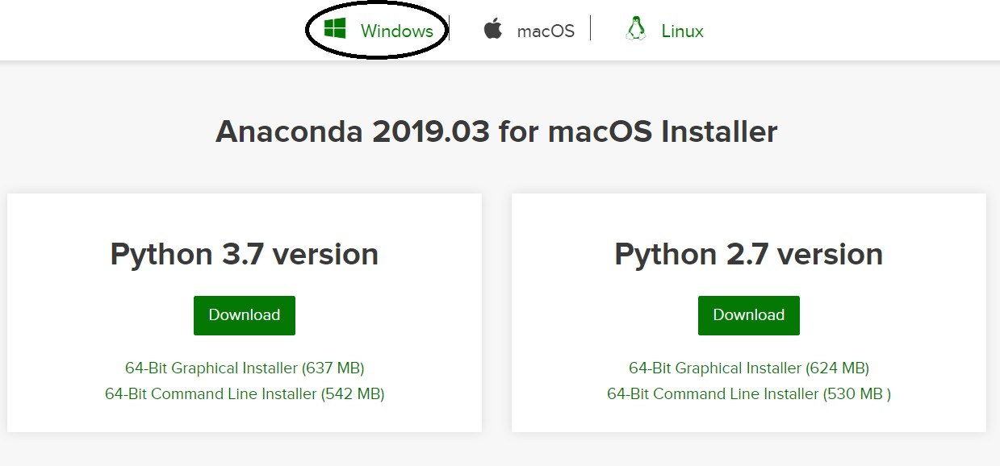 Windows macOS Linux
Anaconda 2019.03 for macOS Installer
Python 3.7 version
Download
64-Bit Graphical Installer (637 MB)
64-Bit Command Line Installer (542 MB)
Python 2.7 version
Download
64-Bit Graphical Installer (624 MB)
64-Bit Command Line Installer (530 MB )